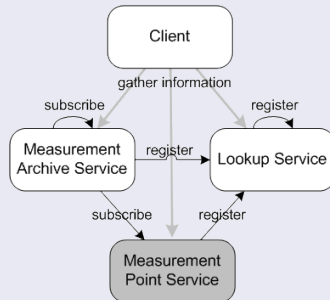 Client
gather information
subscribe
register
Measurement
Archive Service
register
Lookup Service
subscribe
register
Measurement
Point Service